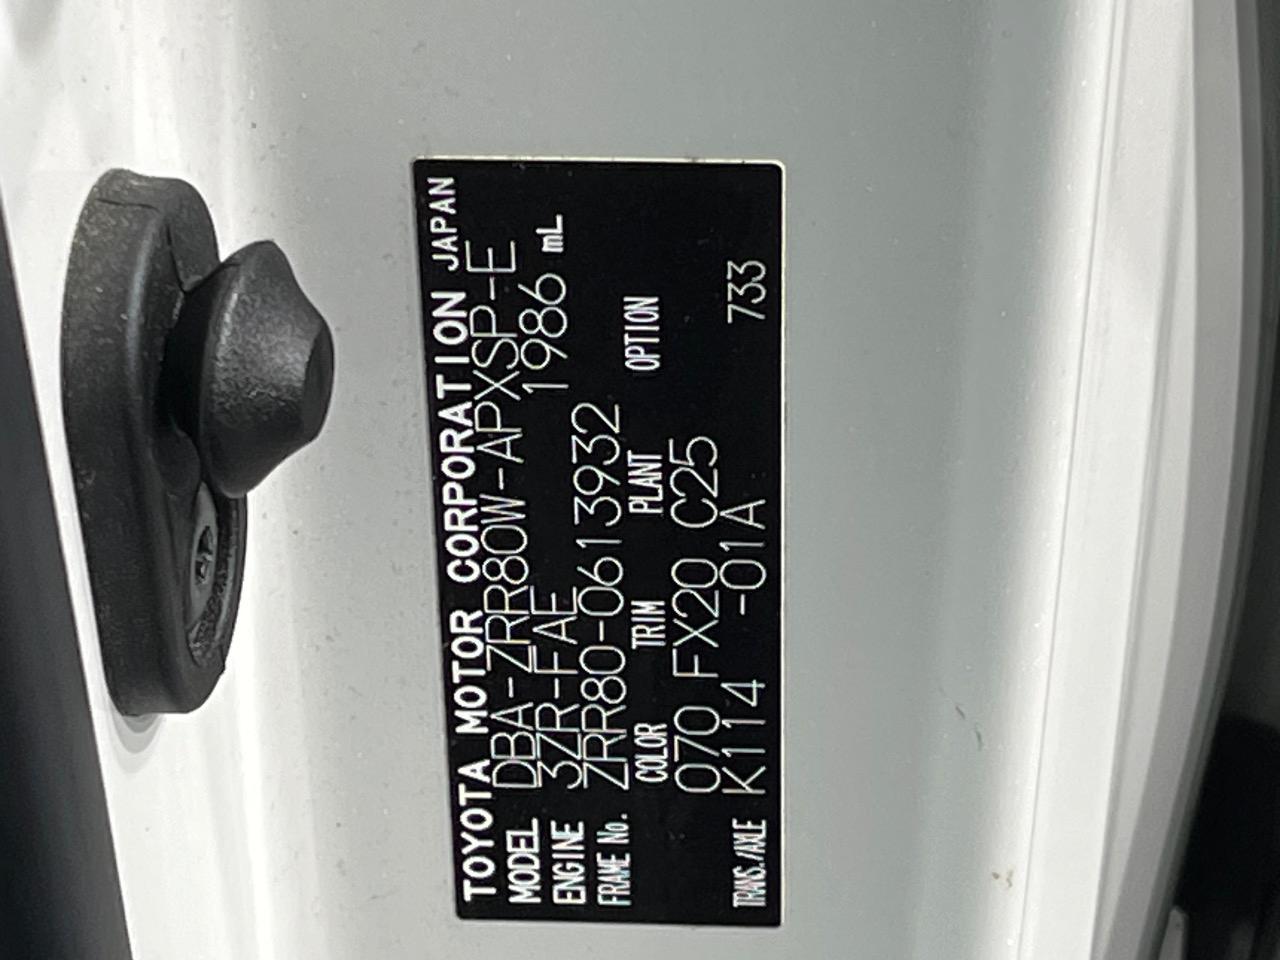 TOYOTA MOTOR CORPORATION JAPAN
MODEL DBA-ZRR80W-APXSP-E
ENGINE 3ZR-FAE 1986 mL
FRAME No. ZRR80-0613932
COLOR TRIM PLANT OPTION
070 FX20 C25
TRANS./AXLE K114 -01A 733